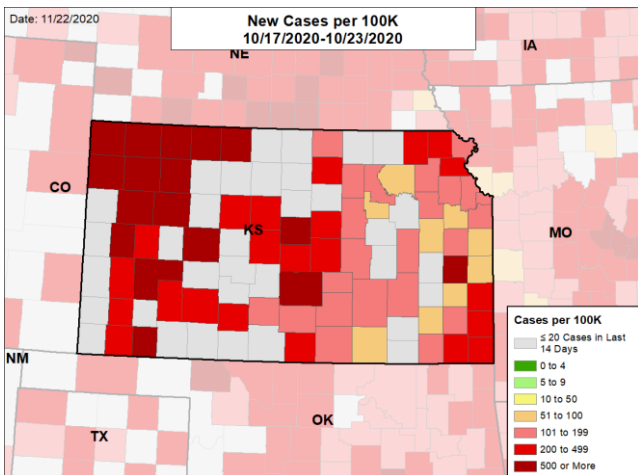 Date: 11/22/2020
New Cases per 100K
10/17/2020-10/23/2020
NE
IA
CO
KS
MO
NM
OK
TX
Cases per 100K
≤ 20 Cases in Last
14 Days
0 to 4
5 to 9
10 to 50
51 to 100
101 to 199
200 to 499
500 or More